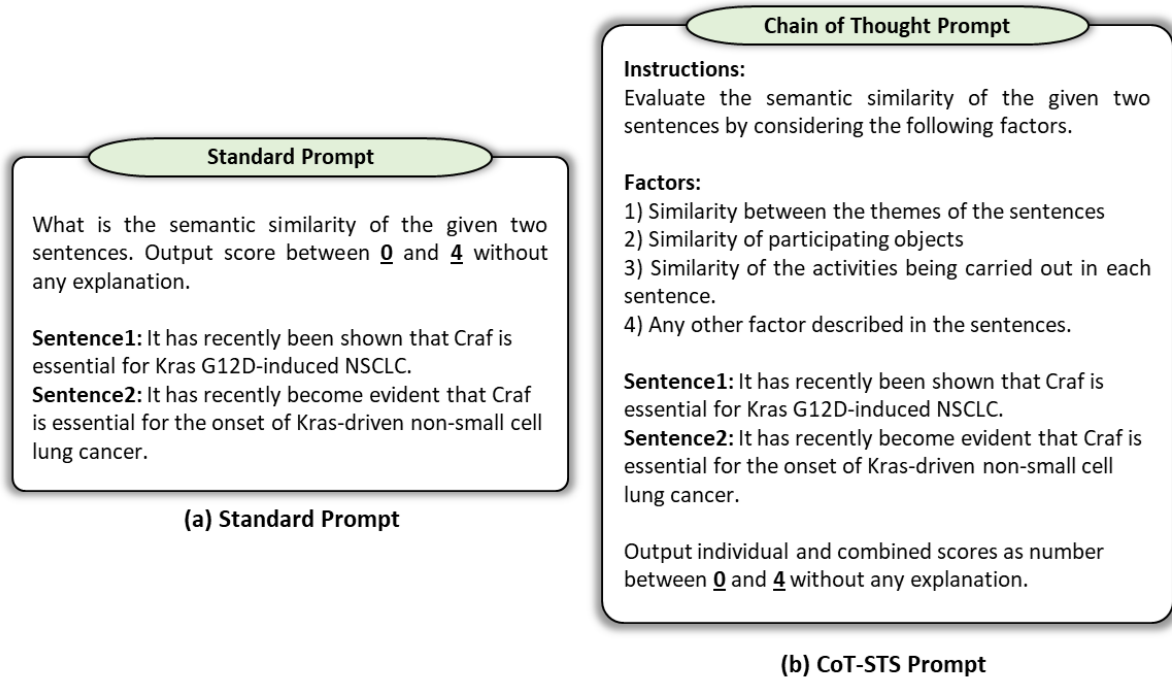 Standard Prompt
What is the semantic similarity of the given two
sentences. Output score between 0 and 4 without
any explanation.
Sentence1: It has recently been shown that Craf is
essential for Kras G12D-induced NSCLC.
Sentence2: It has recently become evident that Craf
is essential for the onset of Kras-driven non-small cell
lung cancer.
(a) Standard Prompt
Chain of Thought Prompt
Instructions:
Evaluate the semantic similarity of the given two
sentences by considering the following factors.
Factors:
1) Similarity between the themes of the sentences
2) Similarity of participating objects
3) Similarity of the activities being carried out in each
sentence.
4) Any other factor described in the sentences.
Sentence1: It has recently been shown that Craf is
essential for Kras G12D-induced NSCLC.
Sentence2: It has recently become evident that Craf is
essential for the onset of Kras-driven non-small cell
lung cancer.
Output individual and combined scores as number
between 0 and 4 without any explanation.
(b) CoT-STS Prompt